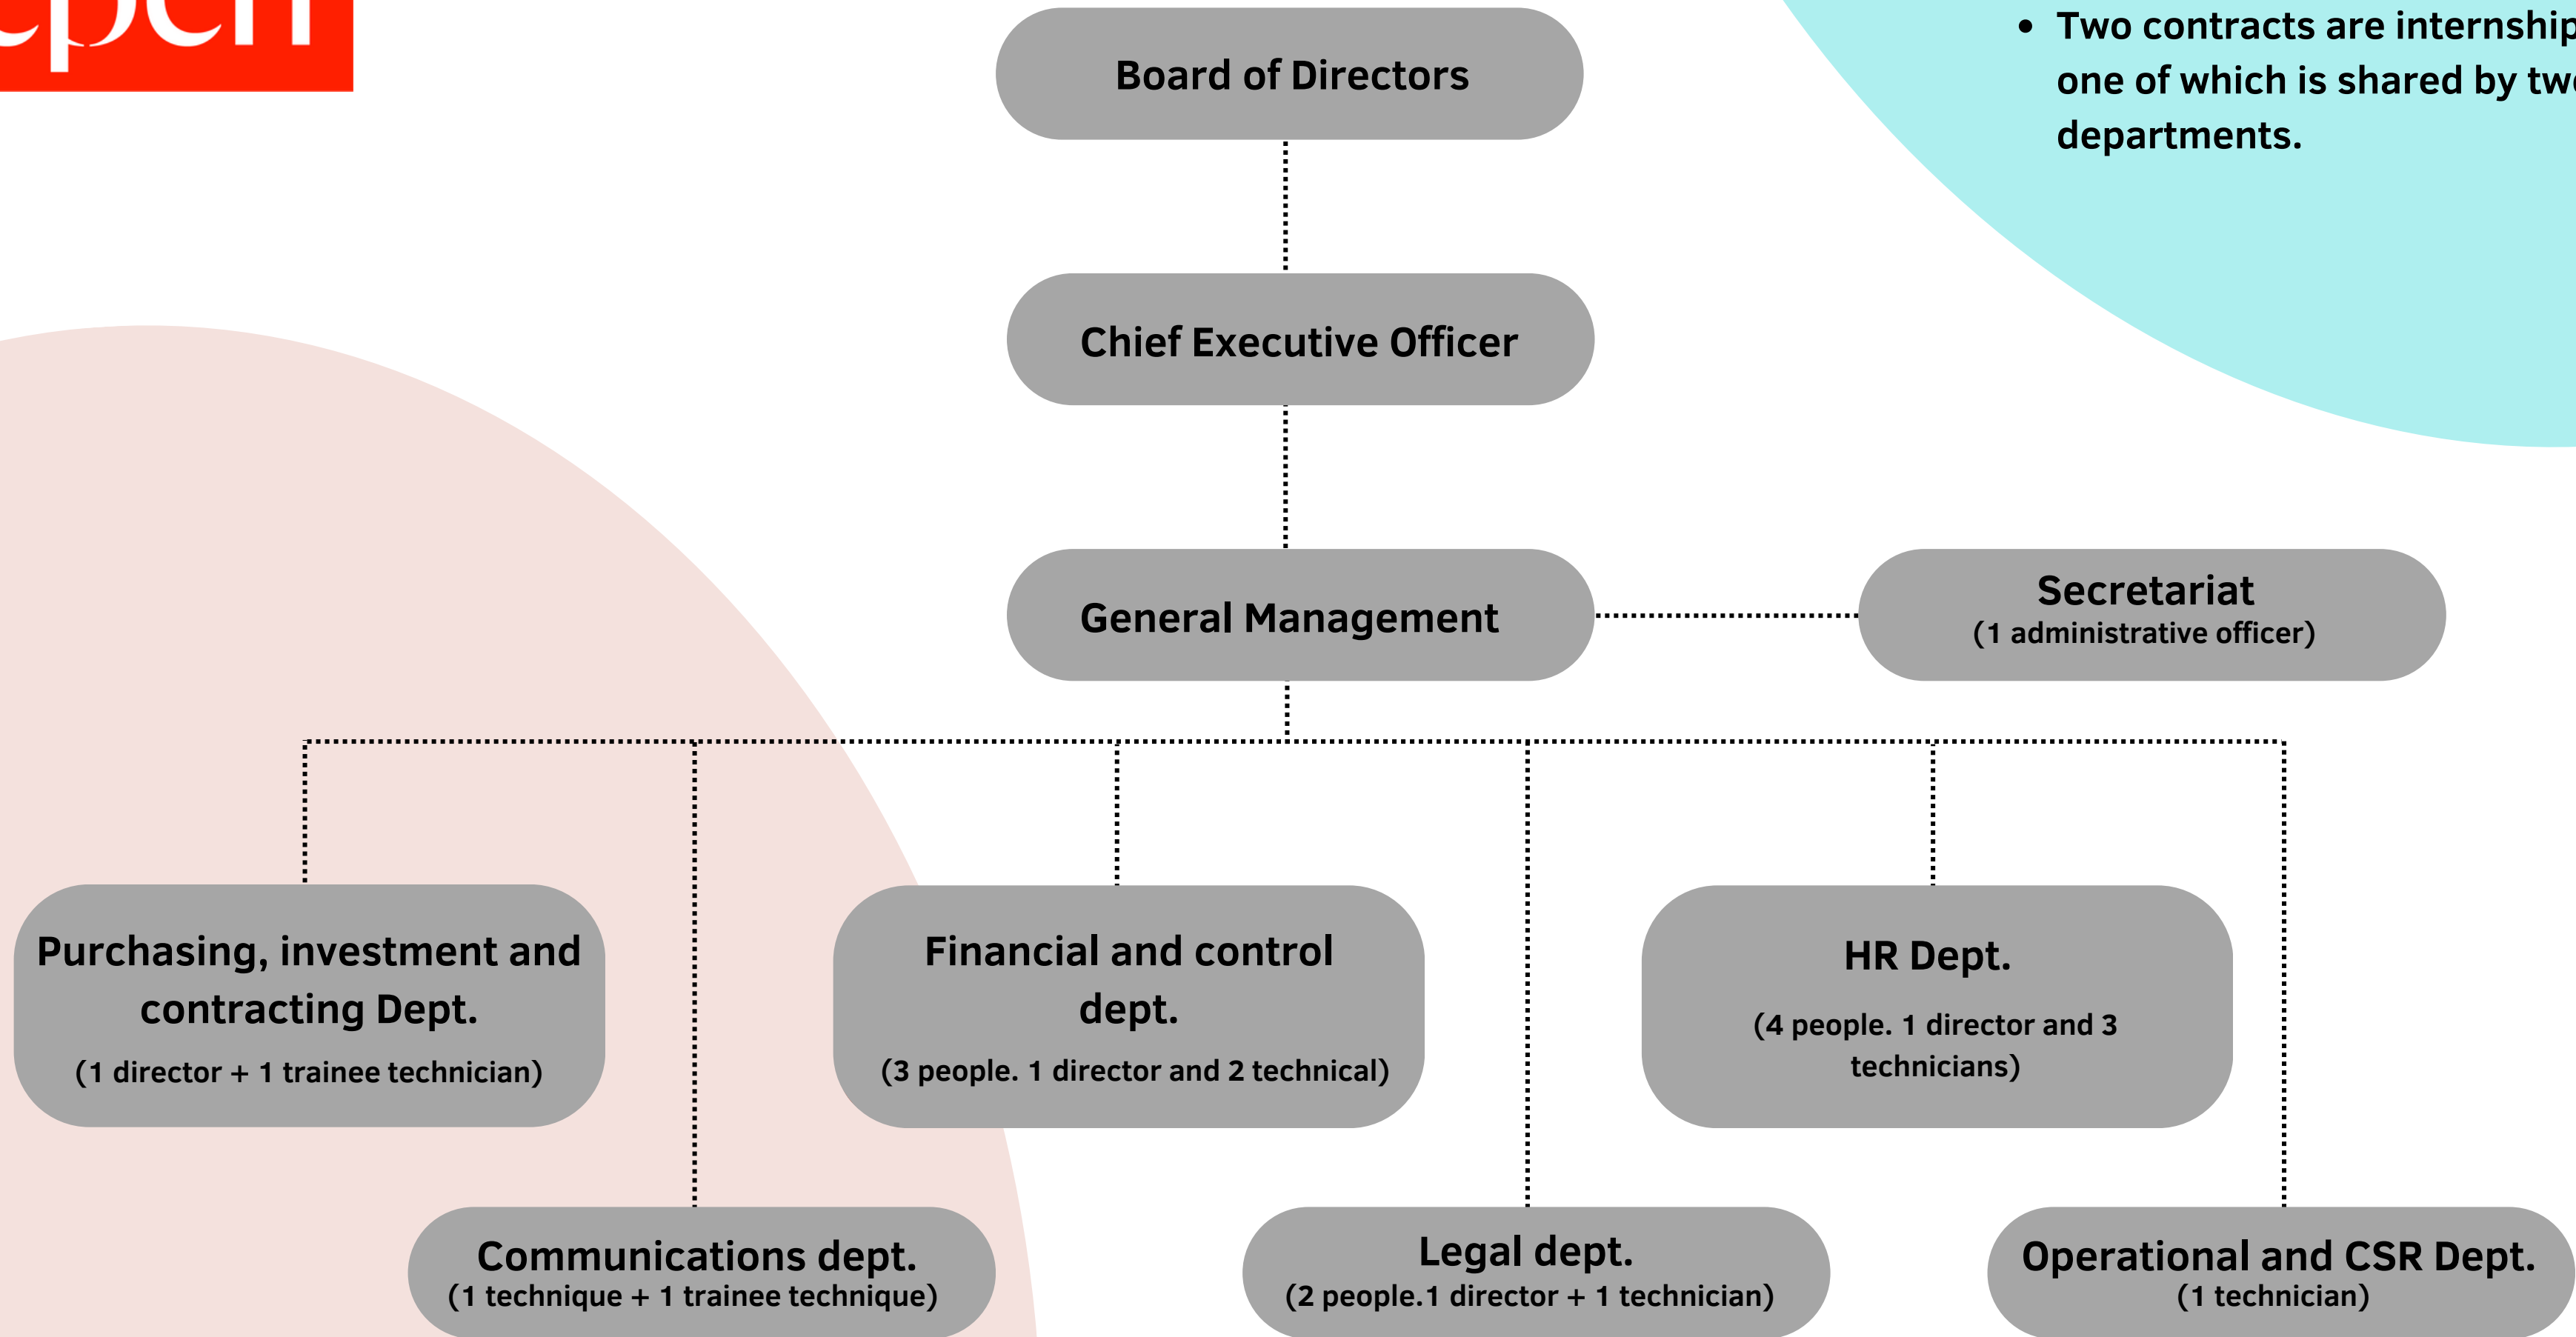 Two contracts are
one of which is shared by
departments.
Board of Directors
Chief Executive Officer
General Management
Secretariat
(1 administrative officer)
Purchasing, investment and
contracting Dept.
(1 director + 1 trainee technician)
Financial and control
dept.
(3 people. 1 director and 2 technical)
HR Dept.
(4 people. 1 director and 3
technicians)
Communications dept.
(1 technique + 1 trainee technique)
Legal dept.
(2 people.1 director + 1 technician)
Operational and CSR Dept.
(1 technician)